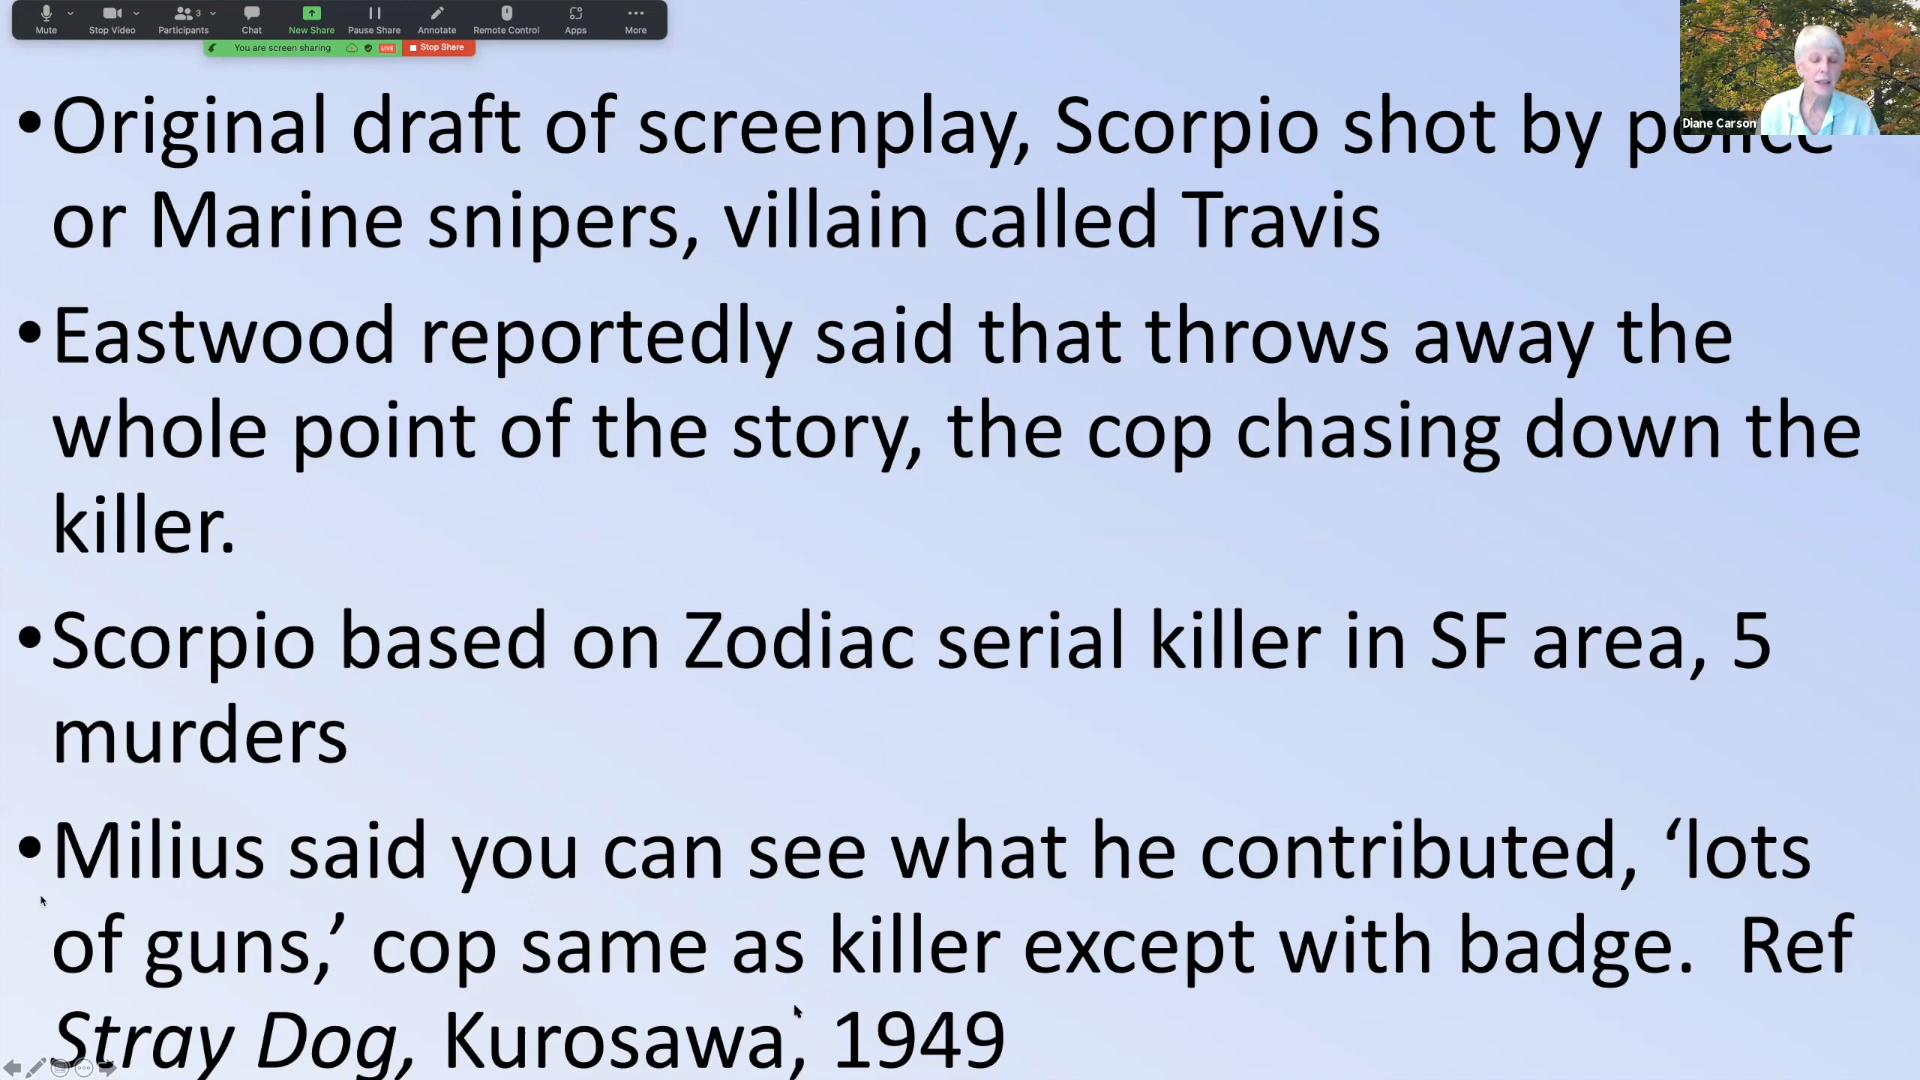 Mute
Stop Video
Participants
3
Chat
New Share
Pause Share
Annotate
Remote Control
Apps
More
You are screen sharing
LIVE
Stop Share
Diane Carson
•Original draft of screenplay, Scorpio shot by police
or Marine snipers, villain called Travis
•Eastwood reportedly said that throws away the
whole point of the story, the cop chasing down the
killer.
•Scorpio based on Zodiac serial killer in SF area, 5
murders
•Milius said you can see what he contributed, ‘lots
of guns,’ cop same as killer except with badge.  Ref
Stray Dog, Kurosawa, 1949